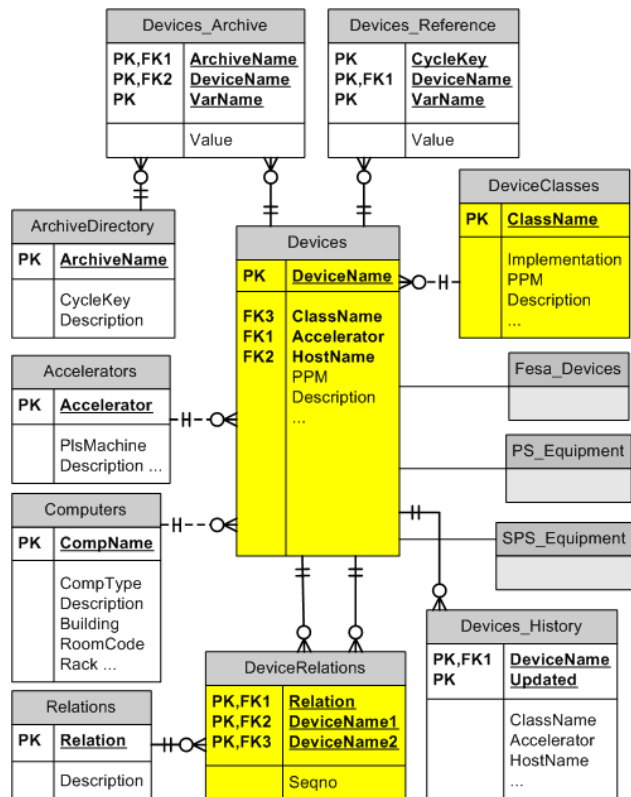 Devices_Archive
PK,FK1 ArchiveName
PK,FK2 DeviceName
PK VarName
Value
Devices_Reference
PK CycleKey
PK,FK1 DeviceName
PK VarName
Value
DeviceClasses
PK ClassName
Implementation
PPM
Description
...
ArchiveDirectory
PK ArchiveName
CycleKey
Description
Devices
PK DeviceName
FK3 ClassName
FK1 Accelerator
FK2 HostName
PPM
Description
...
Accelerators
PK Accelerator
PlsMachine
Description ...
Fesa_Devices
PS_Equipment
SPS_Equipment
Computers
PK CompName
CompType
Description
Building
RoomCode
Rack ...
Devices_History
PK,FK1 DeviceName
PK Updated
ClassName
Accelerator
HostName
...
DeviceRelations
PK,FK1 Relation
PK,FK2 DeviceName1
PK,FK3 DeviceName2
Seqno
Relations
PK Relation
Description